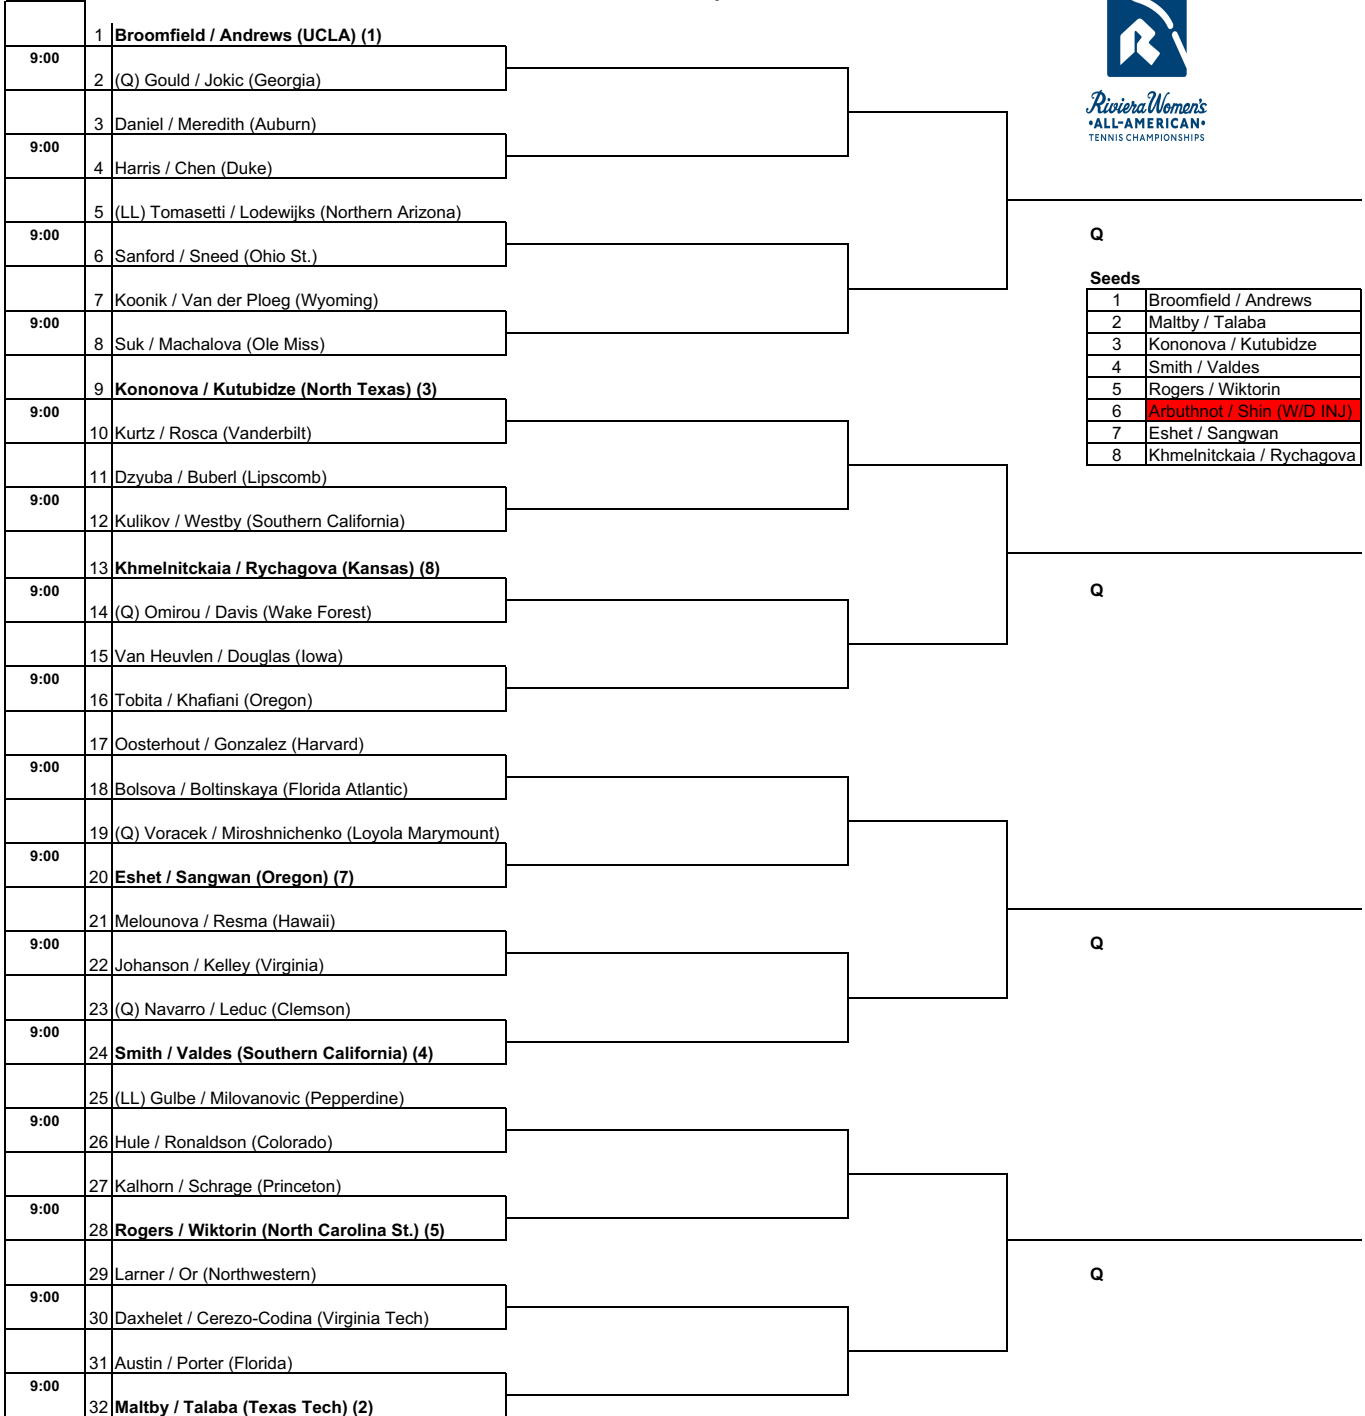 1 Broomfield / Andrews (UCLA) (1)
9:00
2 (Q) Gould / Jokic (Georgia)
3 Daniel / Meredith (Auburn)
9:00
4 Harris / Chen (Duke)
5 (LL) Tomasetti / Lodewijks (Northern Arizona)
9:00
6 Sanford / Sneed (Ohio St.)
7 Koonik / Van der Ploeg (Wyoming)
9:00
8 Suk / Machalova (Ole Miss)
9 Kononova / Kutubidze (North Texas) (3)
9:00
10 Kurtz / Rosca (Vanderbilt)
11 Dzyuba / Buberl (Lipscomb)
9:00
12 Kulikov / Westby (Southern California)
13 Khmelnitckaia / Rychagova (Kansas) (8)
9:00
14 (Q) Omirou / Davis (Wake Forest)
15 Van Heuvlen / Douglas (Iowa)
9:00
16 Tobita / Khafiani (Oregon)
17 Oosterhout / Gonzalez (Harvard)
9:00
18 Bolsova / Boltinskaya (Florida Atlantic)
19 (Q) Voracek / Miroshnichenko (Loyola Marymount)
9:00
20 Eshet / Sangwan (Oregon) (7)
21 Melounova / Resma (Hawaii)
9:00
22 Johanson / Kelley (Virginia)
23 (Q) Navarro / Leduc (Clemson)
9:00
24 Smith / Valdes (Southern California) (4)
25 (LL) Gulbe / Milovanovic (Pepperdine)
9:00
26 Hule / Ronaldson (Colorado)
27 Kalhorn / Schrage (Princeton)
9:00
28 Rogers / Wiktorin (North Carolina St.) (5)
29 Larner / Or (Northwestern)
9:00
30 Daxhelet / Cerezo-Codina (Virginia Tech)
31 Austin / Porter (Florida)
9:00
32 Maltby / Talaba (Texas Tech) (2)
R
Riviera Women's
•ALL-AMERICAN•
TENNIS CHAMPIONSHIPS
Q
Seeds
1 Broomfield / Andrews
2 Maltby / Talaba
3 Kononova / Kutubidze
4 Smith / Valdes
5 Rogers / Wiktorin
6 Arbuthnot / Shin (W/D INJ)
7 Eshet / Sangwan
8 Khmelnitckaia / Rychagova
Q
Q
Q